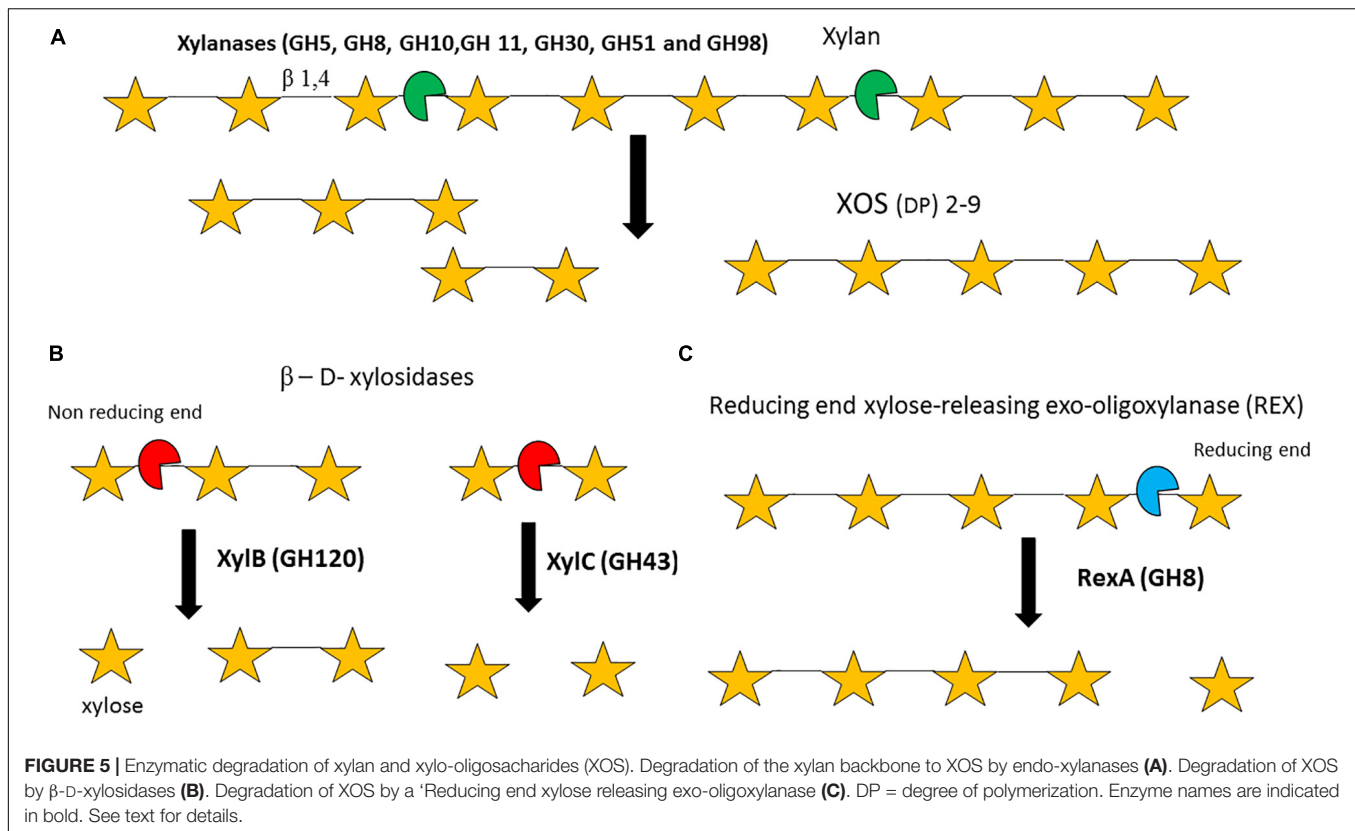 A
Xylanases (GH5, GH8, GH10,GH 11, GH30, GH51 and GH98)
Xylan
β 1,4
XOS (DP) 2-9
B
β – D- xylosidases
Non reducing end
XylB (GH120)
XylC (GH43)
xylose
C
Reducing end xylose-releasing exo-oligoxylanase (REX)
Reducing end
RexA (GH8)
FIGURE 5 | Enzymatic degradation of xylan and xylo-oligosacharides (XOS). Degradation of the xylan backbone to XOS by endo-xylanases (A). Degradation of XOS
by β-D-xylosidases (B). Degradation of XOS by a ‘Reducing end xylose releasing exo-oligoxylanase (C). DP = degree of polymerization. Enzyme names are indicated
in bold. See text for details.